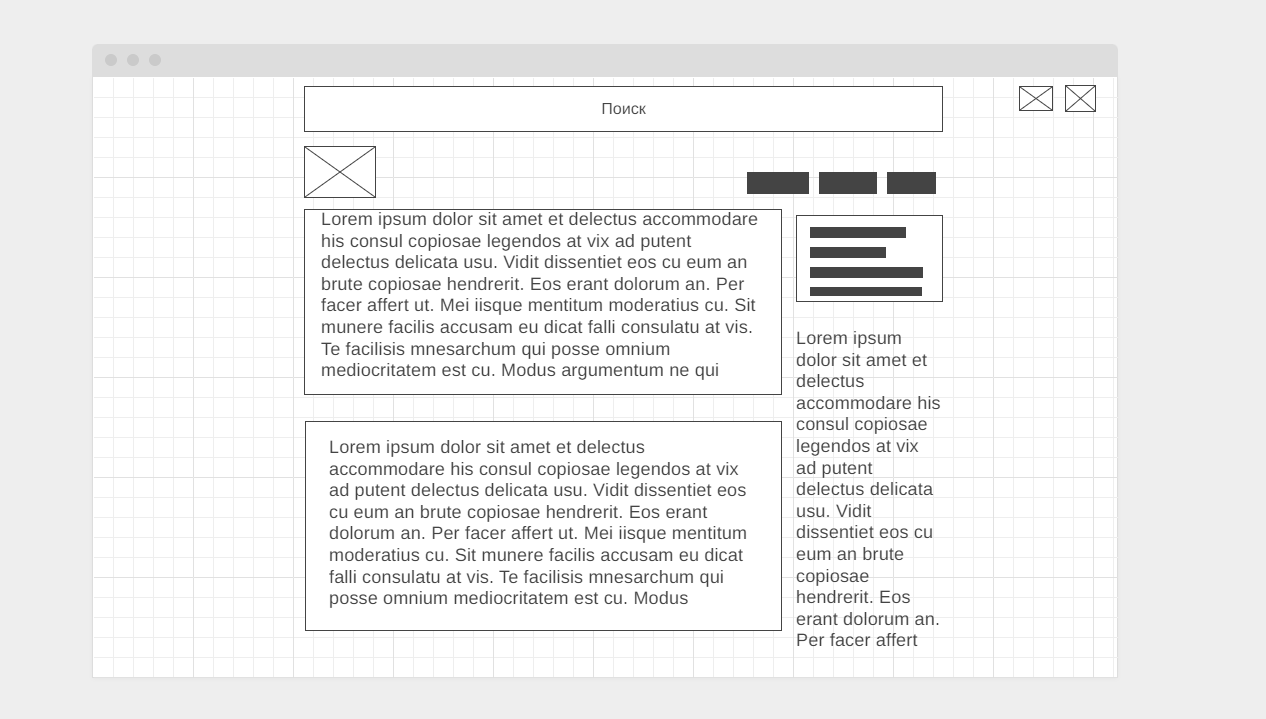 Поиск
Lorem ipsum dolor sit amet et delectus accommodare
his consul copiosae legendos at vix ad putent
delectus delicata usu. Vidit dissentiet eos cu eum an
brute copiosae hendrerit. Eos erant dolorum an. Per
facer affert ut. Mei iisque mentitum moderatius cu. Sit
munere facilis accusam eu dicat falli consulatu at vis.
Te facilisis mnesarchum qui posse omnium
mediocritatem est cu. Modus argumentum ne qui
Lorem ipsum dolor sit amet et delectus
accommodare his consul copiosae legendos at vix
ad putent delectus delicata usu. Vidit dissentiet eos
cu eum an brute copiosae hendrerit. Eos erant
dolorum an. Per facer affert ut. Mei iisque mentitum
moderatius cu. Sit munere facilis accusam eu dicat
falli consulatu at vis. Te facilisis mnesarchum qui
posse omnium mediocritatem est cu. Modus
Lorem ipsum
dolor sit amet et
delectus
accommodare his
consul copiosae
legendos at vix
ad putent
delectus delicata
usu. Vidit
dissentiet eos cu
eum an brute
copiosae
hendrerit. Eos
erant dolorum an.
Per facer affert